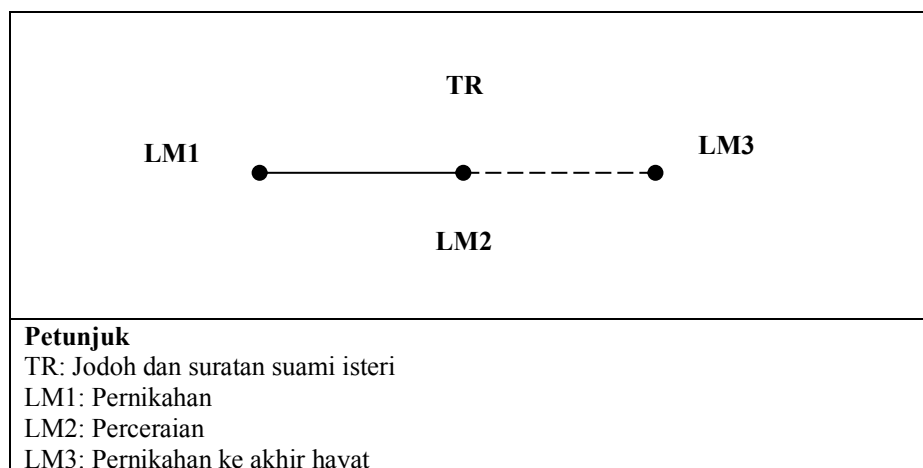 TR
LM1
LM3
LM2
Petunjuk
TR: Jodoh dan suratan suami isteri
LM1: Pernikahan
LM2: Perceraian
LM3: Pernikahan ke akhir hayat